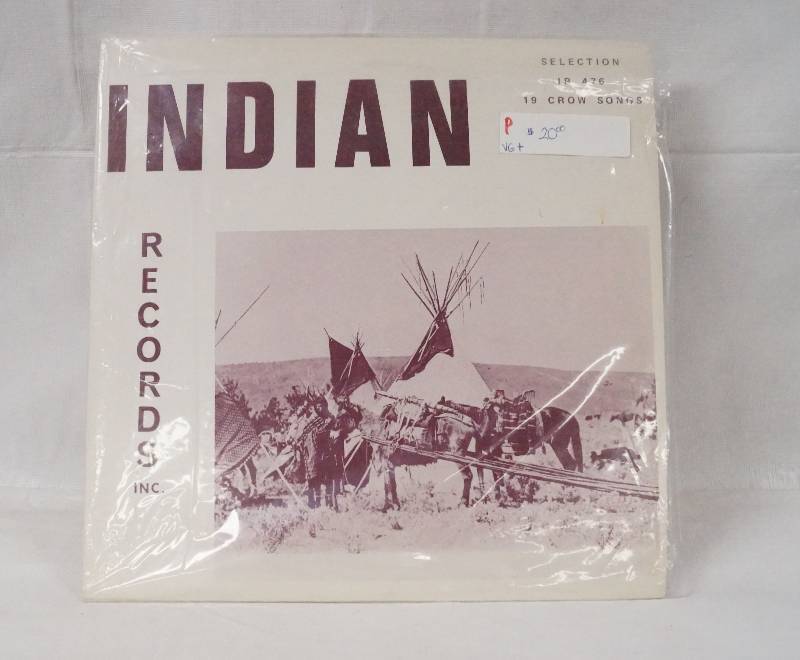 SELECTION
IR 476
19 CROW SONGS
INDIAN
P $ 20.00
VG+
RECORDS
INC.